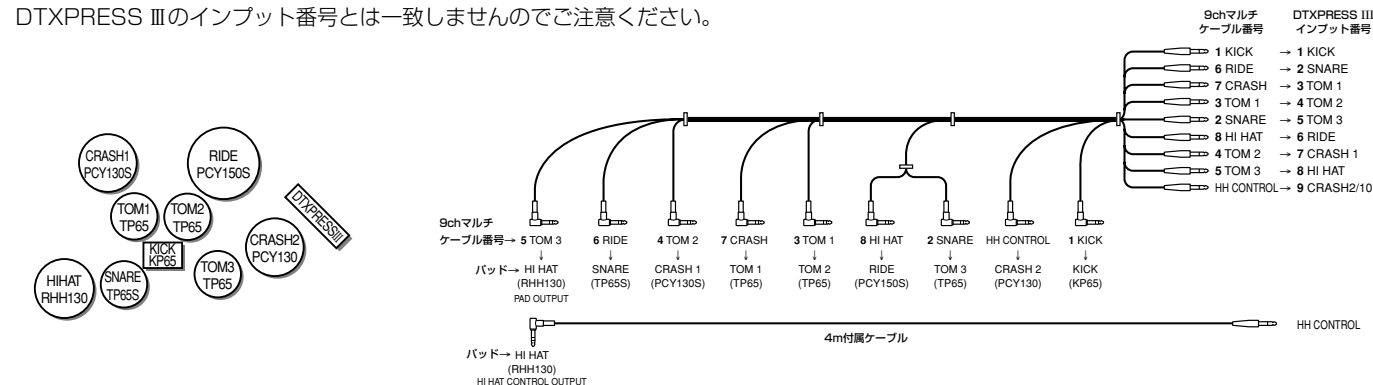 DTXPRESS Ⅲのインプット番号とは一致しませんのでご注意ください。
9chマルチ
ケーブル番号
DTXPRESS III
インプット番号
1 KICK → 1 KICK
6 RIDE → 2 SNARE
7 CRASH → 3 TOM 1
3 TOM 1 → 4 TOM 2
2 SNARE → 5 TOM 3
8 HI HAT → 6 RIDE
4 TOM 2 → 7 CRASH 1
5 TOM 3 → 8 HI HAT
HH CONTROL → 9 CRASH2/10
CRASH1
PCY130S
RIDE
PCY150S
TOM1
TP65
TOM2
TP65
DTXPRESSIII
KICK
KP65
CRASH2
PCY130
TOM3
TP65
HIHAT
RHH130
SNARE
TP65S
9chマルチ
ケーブル番号→ 5 TOM 3 6 RIDE 4 TOM 2 7 CRASH 3 TOM 1 8 HI HAT 2 SNARE HH CONTROL 1 KICK
↓ ↓ ↓ ↓ ↓ ↓ ↓ ↓ ↓
パッド→ HI HAT SNARE CRASH 1 TOM 1 TOM 2 RIDE TOM 3 CRASH 2 KICK
(RHH130) (TP65S) (PCY130S) (TP65) (TP65) (PCY150S) (TP65) (PCY130) (KP65)
PAD OUTPUT
HH CONTROL
4m付属ケーブル
パッド→ HI HAT
(RHH130)
HI HAT CONTROL OUTPUT